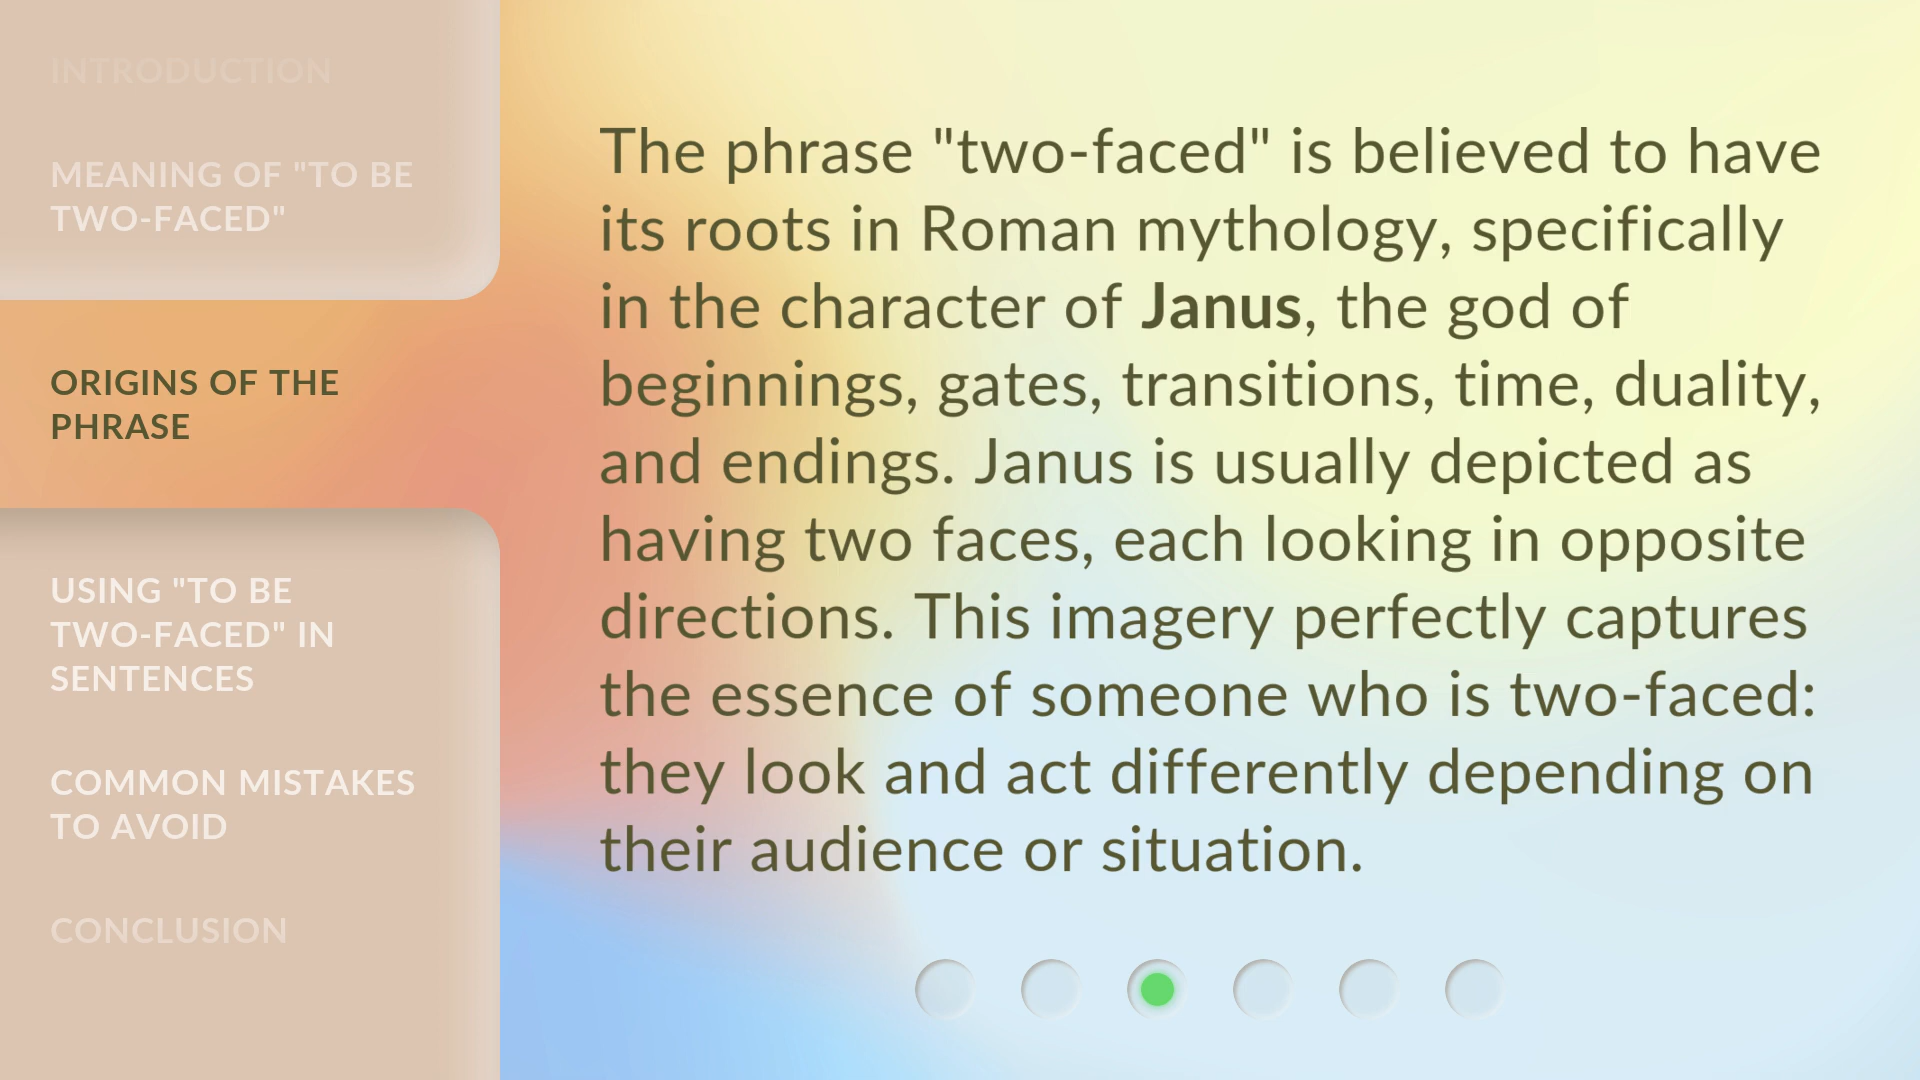 INTRODUCTION
MEANING OF "TO BE
TWO-FACED"
ORIGINS OF THE
PHRASE
USING "TO BE
TWO-FACED" IN
SENTENCES
COMMON MISTAKES
TO AVOID
CONCLUSION
The phrase "two-faced" is believed to have
its roots in Roman mythology, specifically
in the character of Janus, the god of
beginnings, gates, transitions, time, duality,
and endings. Janus is usually depicted as
having two faces, each looking in opposite
directions. This imagery perfectly captures
the essence of someone who is two-faced:
they look and act differently depending on
their audience or situation.